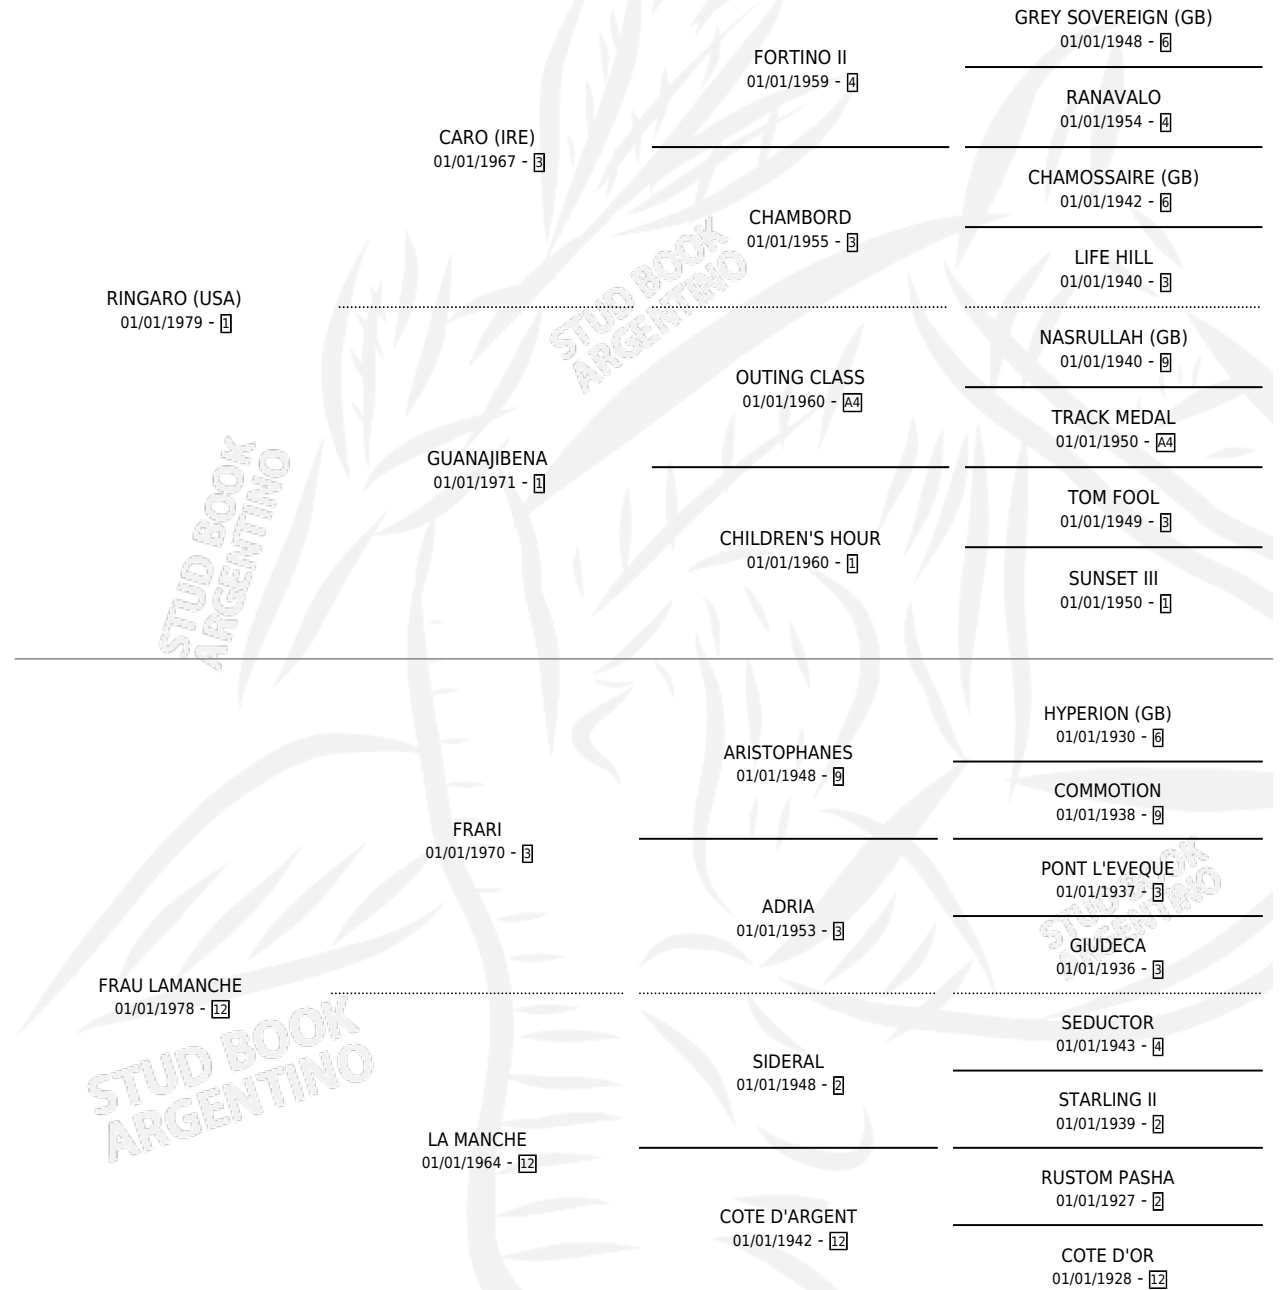 GREY SOVEREIGN (GB)
01/01/1948 - 6
FORTINO II
01/01/1959 - 4
RANAVALO
01/01/1954 - 4
CARO (IRE)
01/01/1967 - 3
CHAMOSSAIRE (GB)
01/01/1942 - 6
CHAMBORD
01/01/1955 - 3
LIFE HILL
01/01/1940 - 3
RINGARO (USA)
01/01/1979 - 1
NASRULLAH (GB)
01/01/1940 - 9
OUTING CLASS
01/01/1960 - A4
TRACK MEDAL
01/01/1950 - A4
GUANAJIBENA
01/01/1971 - 1
TOM FOOL
01/01/1949 - 3
CHILDREN'S HOUR
01/01/1960 - 1
SUNSET III
01/01/1950 - 1
STUD BOOK
ARGENTINO
STUD BOOK
ARGENTINO
HYPERION (GB)
01/01/1930 - 6
ARISTOPHANES
01/01/1948 - 9
COMMOTION
01/01/1938 - 9
FRARI
01/01/1970 - 3
PONT L'EVEQUE
01/01/1937 - 3
ADRIA
01/01/1953 - 3
GIUDECA
01/01/1936 - 3
FRAU LAMANCHE
01/01/1978 - 12
SEDUCTOR
01/01/1943 - 4
SIDERAL
01/01/1948 - 2
STARLING II
01/01/1939 - 2
LA MANCHE
01/01/1964 - 12
RUSTOM PASHA
01/01/1927 - 2
COTE D'ARGENT
01/01/1942 - 12
COTE D'OR
01/01/1928 - 12
STUD BOOK
ARGENTINO
STUD BOOK
ARGENTINO